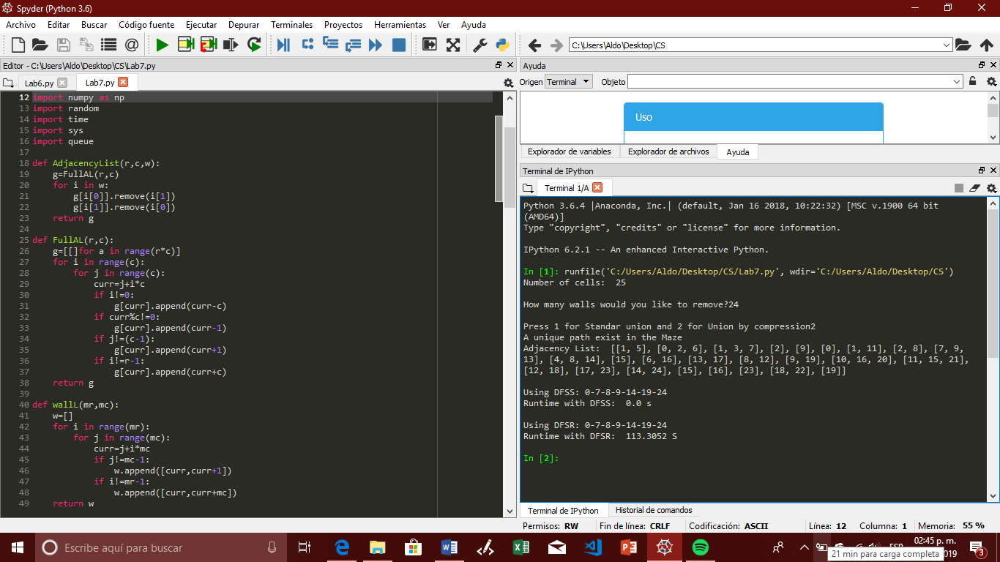 Spyder (Python 3.6)
Archivo Editar Buscar Código fuente Ejecutar Depurar Terminales Proyectos Herramientas Ver Ayuda
C:\Users\Aldo\Desktop\CS
Editor - C:\Users\Aldo\Desktop\CS\Lab7.py
Lab6.py Lab7.py
12 import numpy as np
13 import random
14 import time
15 import sys
16 import queue
17
18 def AdjacencyList(r,c,w):
19     g=FullAL(r,c)
20     for i in w:
21         g[i[0]].remove(i[1])
22         g[i[1]].remove(i[0])
23     return g
24
25 def FullAL(r,c):
26     g=[[]for a in range(r*c)]
27     for i in range(c):
28         for j in range(c):
29             curr=j+i*c
30             if i!=0:
31                 g[curr].append(curr-c)
32             if curr%c!=0:
33                 g[curr].append(curr-1)
34             if j!=(c-1):
35                 g[curr].append(curr+1)
36             if i!=r-1:
37                 g[curr].append(curr+c)
38     return g
39
40 def wallL(mr,mc):
41     w=[]
42     for i in range(mr):
43         for j in range(mc):
44             curr=j+i*mc
45             if j!=mc-1:
46                 w.append([curr,curr+1])
47             if i!=mr-1:
48                 w.append([curr,curr+mc])
49     return w
Ayuda
Origen Terminal Objeto
Uso
Explorador de variables Explorador de archivos Ayuda
Terminal de IPython
Terminal 1/A
Python 3.6.4 |Anaconda, Inc.| (default, Jan 16 2018, 10:22:32) [MSC v.1900 64 bit
(AMD64)]
Type "copyright", "credits" or "license" for more information.
IPython 6.2.1 -- An enhanced Interactive Python.
In [1]: runfile('C:/Users/Aldo/Desktop/CS/Lab7.py', wdir='C:/Users/Aldo/Desktop/CS')
Number of cells:  25
How many walls would you like to remove?24
Press 1 for Standar union and 2 for Union by compression2
A unique path exist in the Maze
Adjacency List:  [[1, 5], [0, 2, 6], [1, 3, 7], [2], [9], [0], [1, 11], [2, 8], [7, 9,
13], [4, 8, 14], [15], [6, 16], [13, 17], [8, 12], [9, 19], [10, 16, 20], [11, 15, 21],
[12, 18], [17, 23], [14, 24], [15], [16], [23], [18, 22], [19]]
Using DFSS: 0-7-8-9-14-19-24
Runtime with DFSS:  0.0 s
Using DFSR: 0-7-8-9-14-19-24
Runtime with DFSR:  113.3052 S
In [2]:
Terminal de IPython Historial de comandos
Permisos: RW Fin de línea: CRLF Codificación: ASCII Línea: 12 Columna: 1 Memoria: 55 %
Escribe aquí para buscar
02:45 p. m.
2019
21 min para carga completa
3